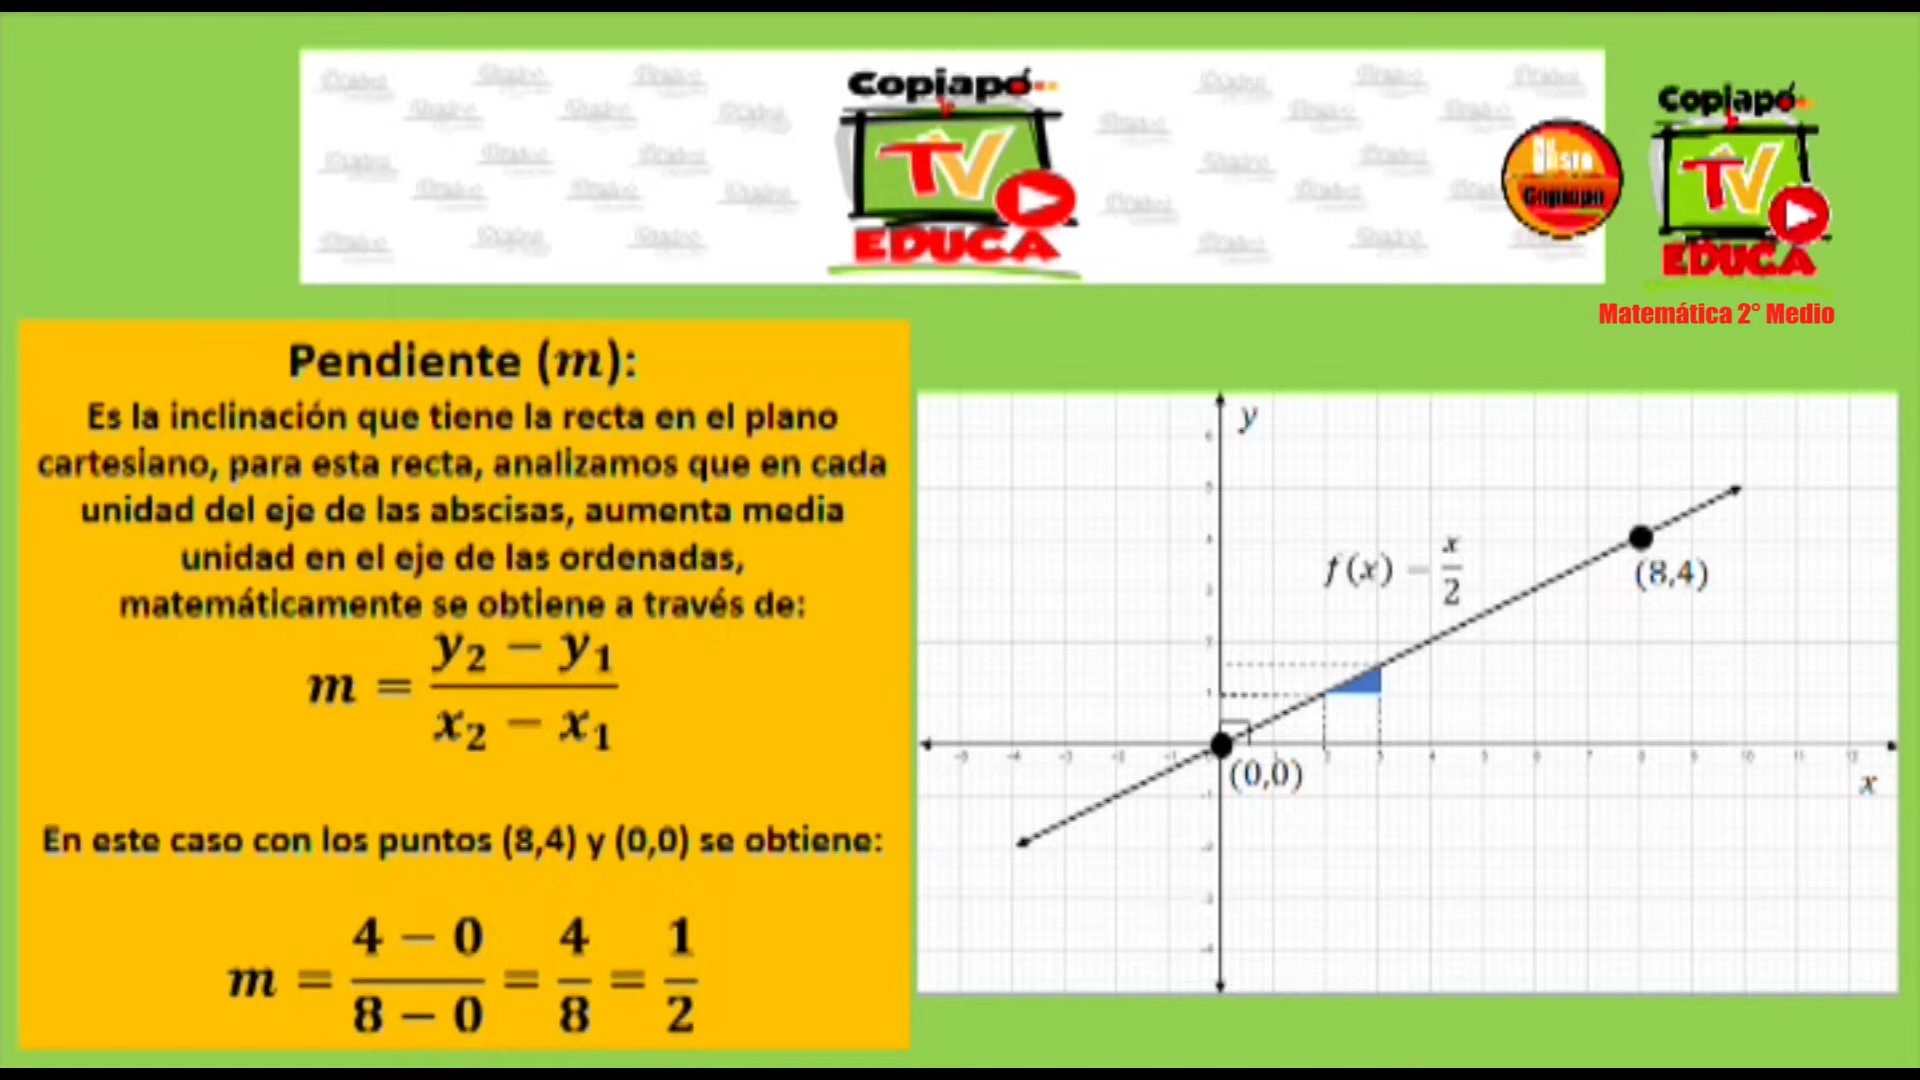 Copiapó
TV
EDUCA
Copiapó
Copiapó
TV
EDUCA
Matemática 2° Medio
Pendiente (m):
Es la inclinación que tiene la recta en el plano
cartesiano, para esta recta, analizamos que en cada
unidad del eje de las abscisas, aumenta media
unidad en el eje de las ordenadas,
matemáticamente se obtiene a través de:
m = (y₂ − y₁)/(x₂ − x₁)
En este caso con los puntos (8,4) y (0,0) se obtiene:
m = (4 − 0)/(8 − 0) = 4/8 = 1/2
y
f(x) = x/2
(8,4)
(0,0)
x